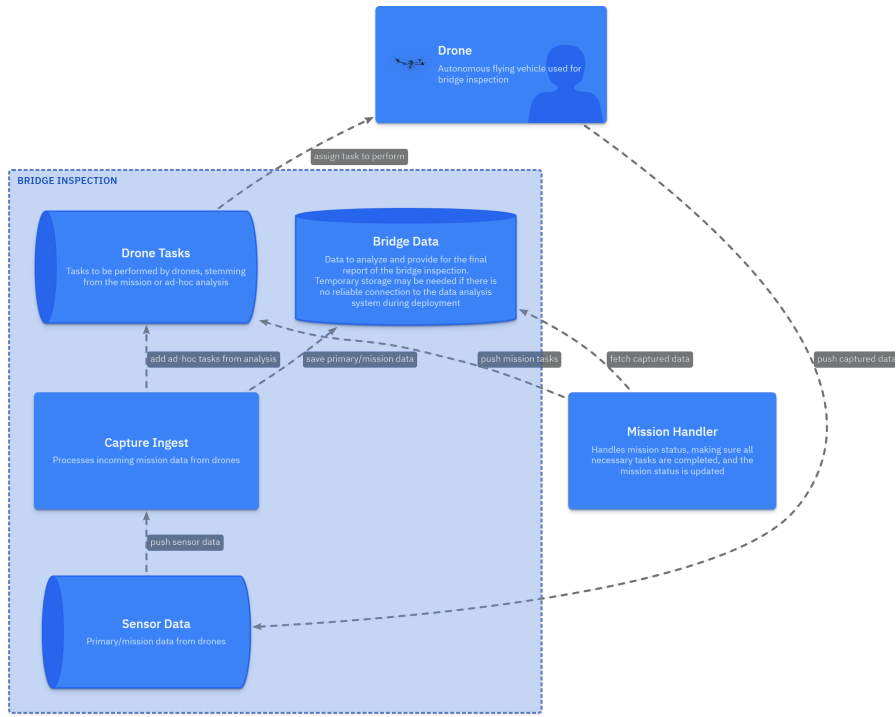 Drone
Autonomous flying vehicle used for
bridge inspection
assign task to perform
BRIDGE INSPECTION
Drone Tasks
Tasks to be performed by drones, stemming
from the mission or ad-hoc analysis
Bridge Data
Data to analyze and provide for the final
report of the bridge inspection.
Temporary storage may be needed if there is
no reliable connection to the data analysis
system during deployment
add ad-hoc tasks from analysis
save primary/mission data
push mission tasks
fetch captured data
push captured data
Capture Ingest
Processes incoming mission data from drones
Mission Handler
Handles mission status, making sure all
necessary tasks are completed, and the
mission status is updated
push sensor data
Sensor Data
Primary/mission data from drones